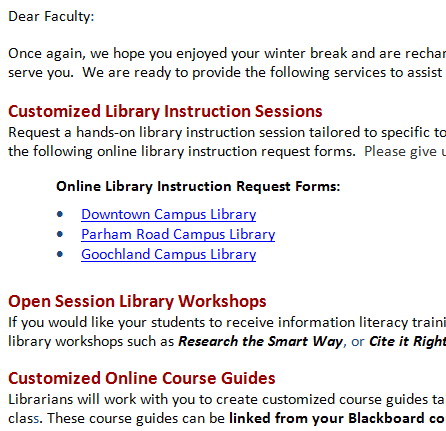 Dear Faculty:
Once again, we hope you enjoyed your winter break and are
serve you. We are ready to provide the following services to assist
Customized Library Instruction Sessions
Request a hands-on library instruction session tailored to specific
the following online library instruction request forms. Please give
Online Library Instruction Request Forms:
• Downtown Campus Library
• Parham Road Campus Library
• Goochland Campus Library
Open Session Library Workshops
If you would like your students to receive information literacy
library workshops such as Research the Smart Way, or Cite it Right
Customized Online Course Guides
Librarians will work with you to create customized course guides
class. These course guides can be linked from your Blackboard